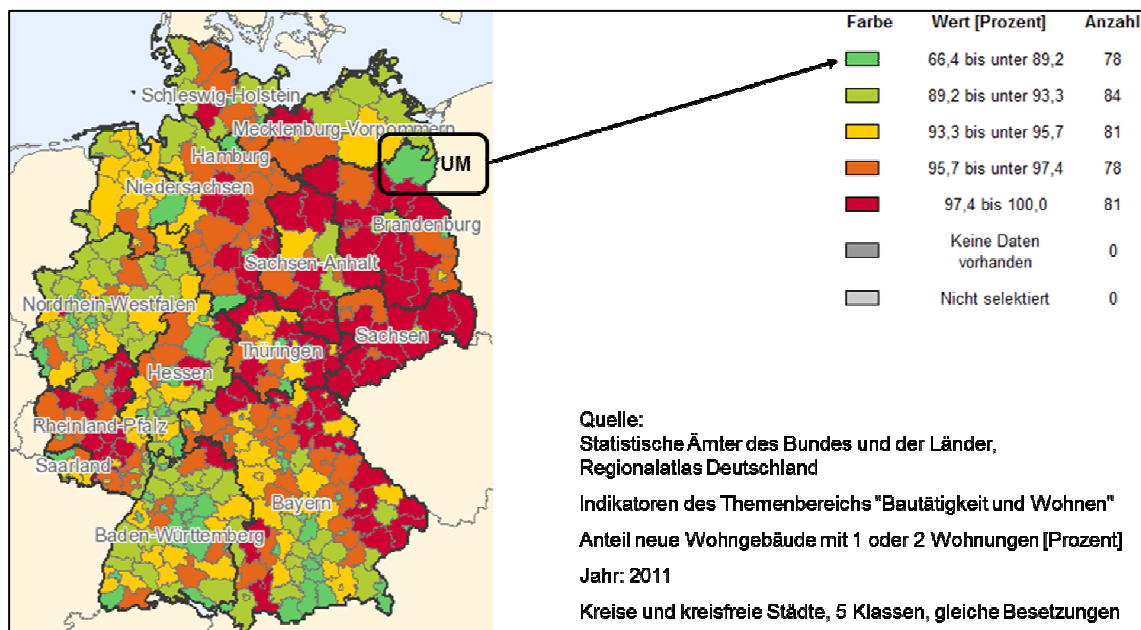 Schleswig-Holstein
Mecklenburg-Vorpommern
Hamburg
UM
Niedersachsen
Brandenburg
Sachsen-Anhalt
Nordrhein-Westfalen
Sachsen
Thüringen
Hessen
Rheinland-Pfalz
Saarland
Bayern
Baden-Württemberg
Farbe Wert [Prozent] Anzahl
66,4 bis unter 89,2 78
89,2 bis unter 93,3 84
93,3 bis unter 95,7 81
95,7 bis unter 97,4 78
97,4 bis 100,0 81
Keine Daten
vorhanden 0
Nicht selektiert 0
Quelle:
Statistische Ämter des Bundes und der Länder,
Regionalatlas Deutschland
Indikatoren des Themenbereichs "Bautätigkeit und Wohnen"
Anteil neue Wohngebäude mit 1 oder 2 Wohnungen [Prozent]
Jahr: 2011
Kreise und kreisfreie Städte, 5 Klassen, gleiche Besetzungen